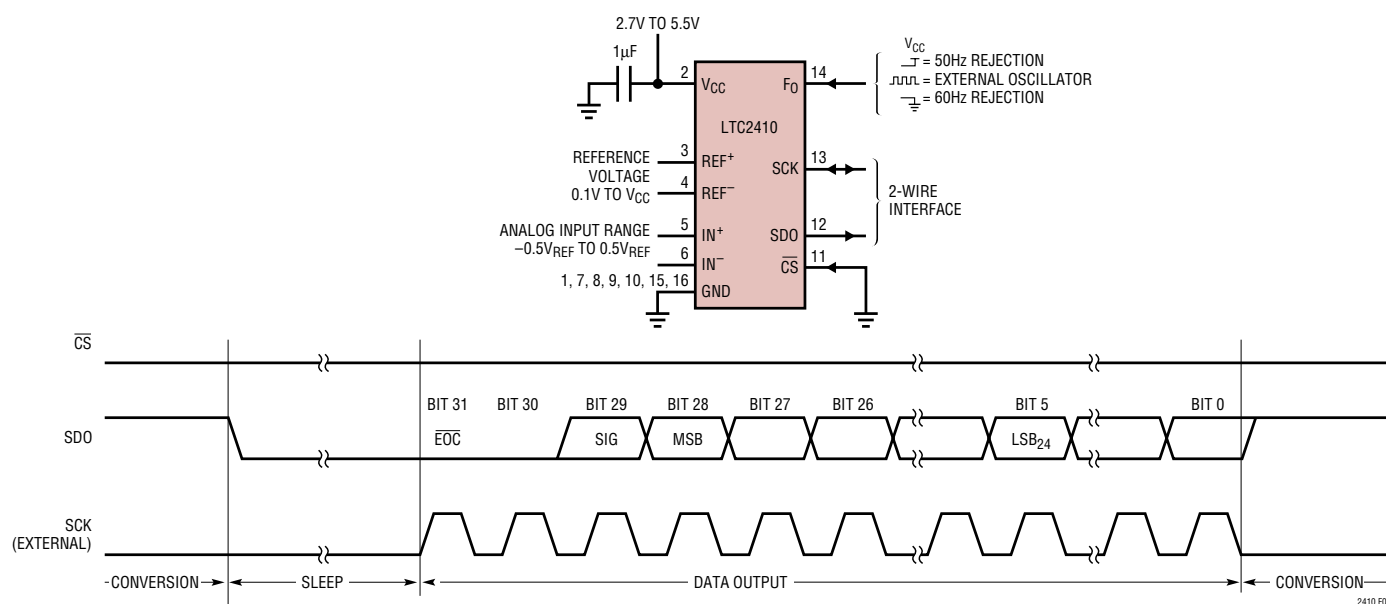 2.7V TO 5.5V
1µF
2
VCC
14
FO
VCC
= 50Hz REJECTION
= EXTERNAL OSCILLATOR
= 60Hz REJECTION
LTC2410
REFERENCE
VOLTAGE
0.1V TO VCC
3
REF+
4
REF−
13
SCK
2-WIRE
INTERFACE
ANALOG INPUT RANGE
–0.5VREF TO 0.5VREF
5
IN+
6
IN−
12
SDO
11
CS
1, 7, 8, 9, 10, 15, 16
GND
CS
SDO
BIT 31
BIT 30
BIT 29
BIT 28
BIT 27
BIT 26
BIT 5
BIT 0
EOC
SIG
MSB
LSB24
SCK
(EXTERNAL)
CONVERSION
SLEEP
DATA OUTPUT
CONVERSION
2410 F0